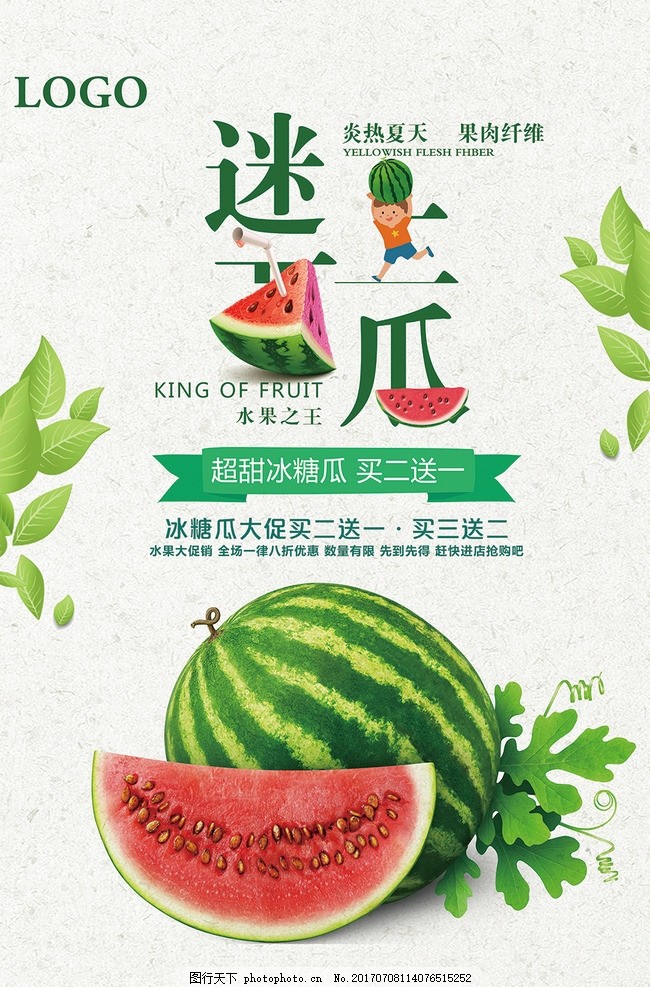 LOGO
炎热夏天 果肉纤维
YELLOWISH FLESH FHBER
迷
瓜
KING OF FRUIT
水果之王
超甜冰糖瓜 买二送一
冰糖瓜大促买二送一·买三送二
水果大促销 全场一律八折优惠 数量有限 先到先得 赶快进店抢购吧
图行天下 photophoto.cn No.20170708114076515252